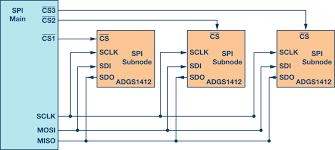 SPI
Main
CS3
CS2
CS1
CS
SCLK
SPI
SDI
Subnode
SDO
ADGS1412
CS
SCLK
SPI
SDI
Subnode
SDO
ADGS1412
CS
SCLK
SPI
SDI
Subnode
SDO
ADGS1412
SCLK
MOSI
MISO